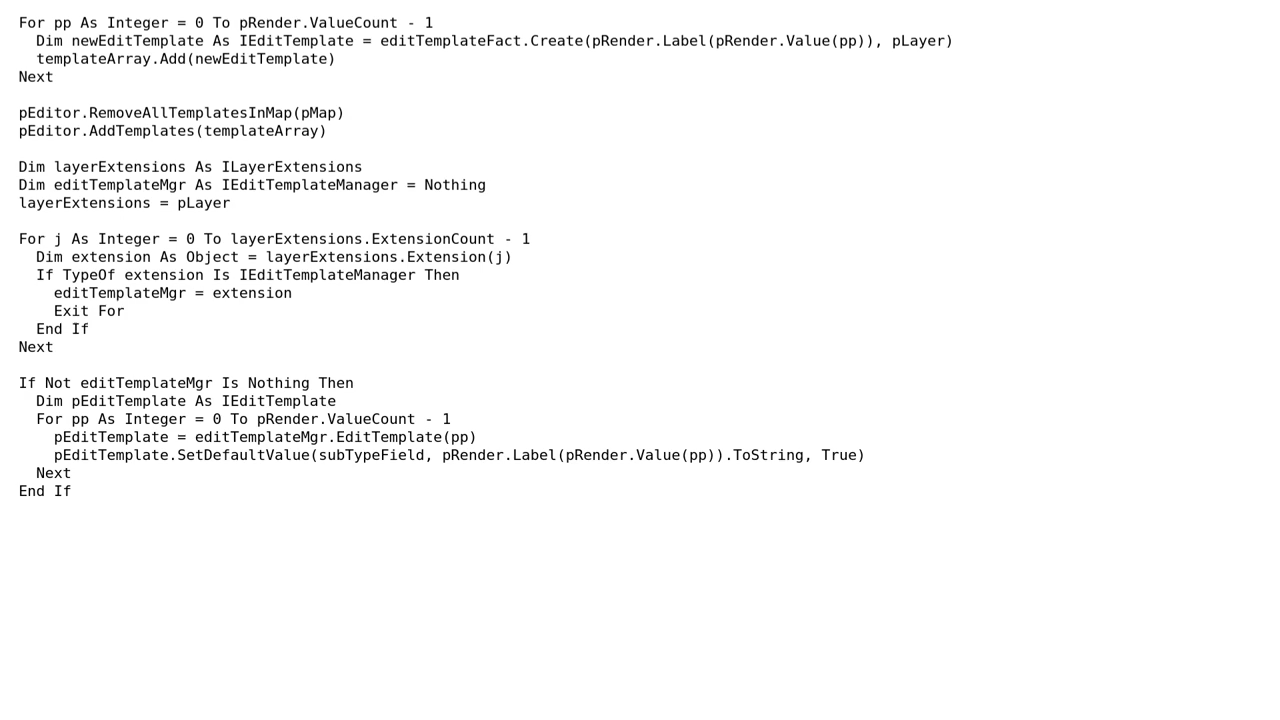 For pp As Integer = 0 To pRender.ValueCount - 1
  Dim newEditTemplate As IEditTemplate = editTemplateFact.Create(pRender.Label(pRender.Value(pp)), pLayer)
  templateArray.Add(newEditTemplate)
Next

pEditor.RemoveAllTemplatesInMap(pMap)
pEditor.AddTemplates(templateArray)

Dim layerExtensions As ILayerExtensions
Dim editTemplateMgr As IEditTemplateManager = Nothing
layerExtensions = pLayer

For j As Integer = 0 To layerExtensions.ExtensionCount - 1
  Dim extension As Object = layerExtensions.Extension(j)
  If TypeOf extension Is IEditTemplateManager Then
    editTemplateMgr = extension
    Exit For
  End If
Next

If Not editTemplateMgr Is Nothing Then
  Dim pEditTemplate As IEditTemplate
  For pp As Integer = 0 To pRender.ValueCount - 1
    pEditTemplate = editTemplateMgr.EditTemplate(pp)
    pEditTemplate.SetDefaultValue(subTypeField, pRender.Label(pRender.Value(pp)).ToString, True)
  Next
End If